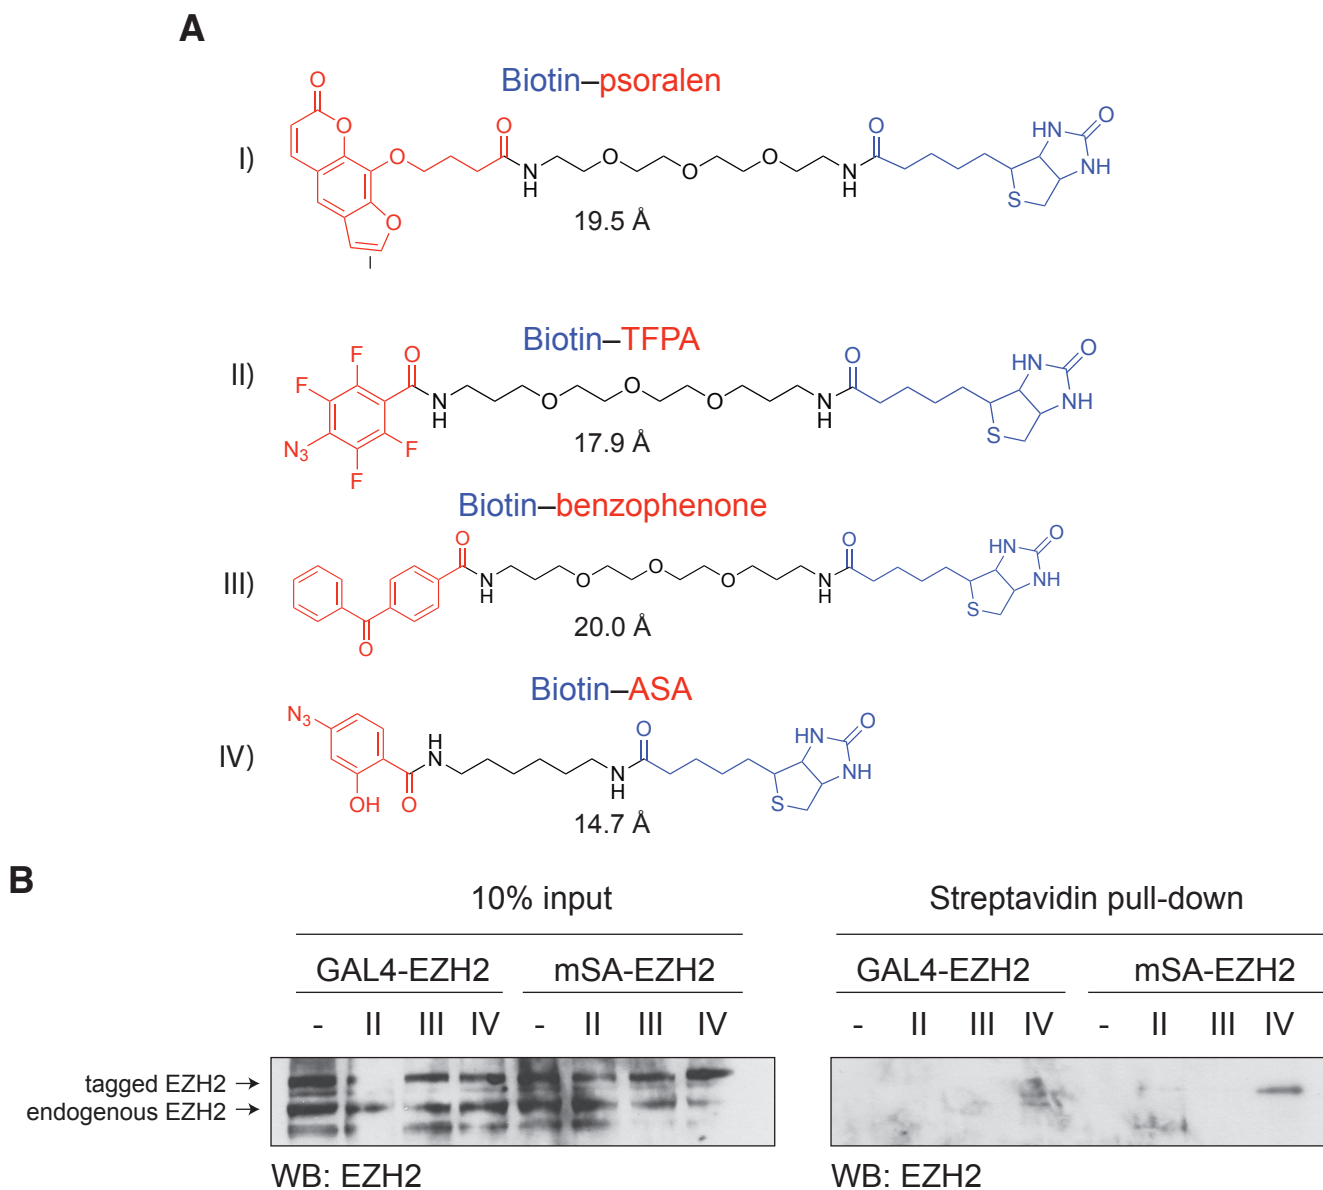 A
Biotin–psoralen
I)
O
O
O
O
O
N
H
O
O
O
N
H
O
HN
O
NH
S
19.5 Å
I
Biotin–TFPA
II)
F
F
F
F
N3
O
N
H
O
O
O
N
H
O
HN
O
NH
S
17.9 Å
Biotin–benzophenone
III)
O
O
N
H
O
O
O
N
H
O
HN
O
NH
S
20.0 Å
Biotin–ASA
IV)
N3
OH
O
H
N
N
H
O
HN
O
NH
S
14.7 Å
B
10% input
Streptavidin pull-down
GAL4-EZH2 mSA-EZH2
GAL4-EZH2 mSA-EZH2
- II III IV - II III IV
- II III IV - II III IV
tagged EZH2 →
endogenous EZH2 →
WB: EZH2
WB: EZH2